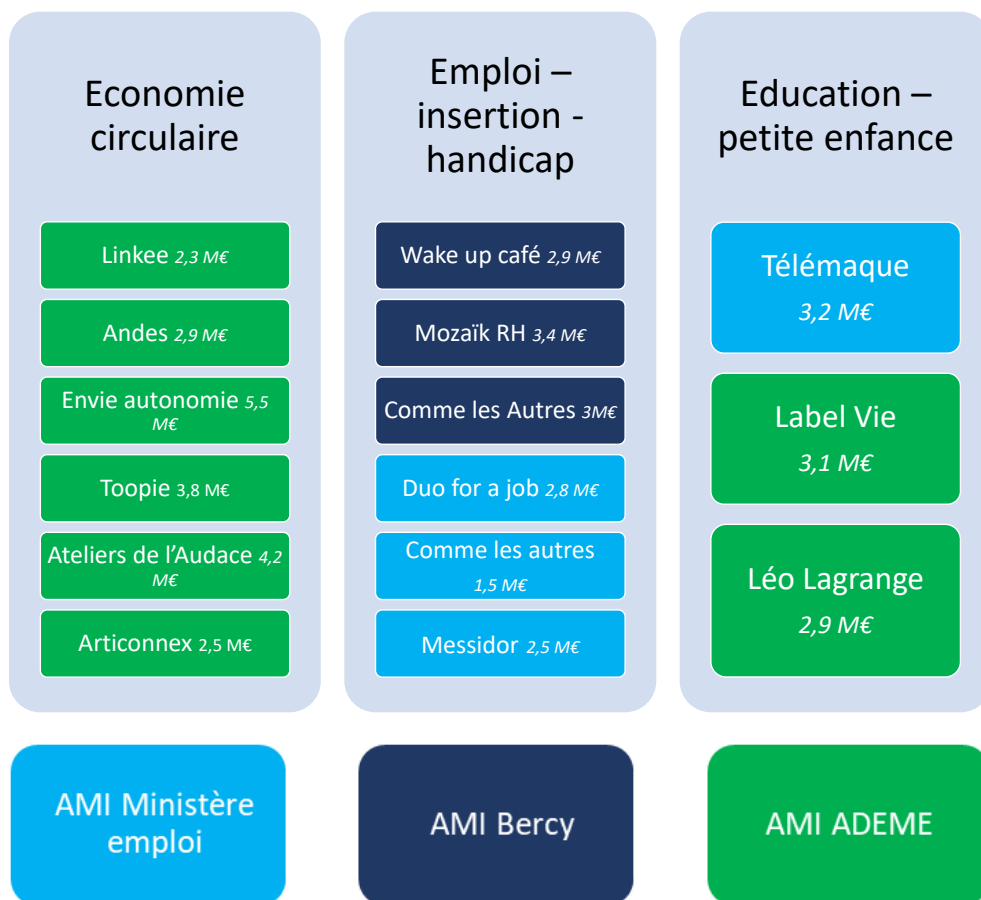 Economie
circulaire
Linkee 2,3 M€
Andes 2,9 M€
Envie autonomie 5,5
M€
Toopie 3,8 M€
Ateliers de l’Audace 4,2
M€
Articonnex 2,5 M€
Emploi –
insertion -
handicap
Wake up café 2,9 M€
Mozaïk RH 3,4 M€
Comme les Autres 3M€
Duo for a job 2,8 M€
Comme les autres
1,5 M€
Messidor 2,5 M€
Education –
petite enfance
Télémaque
3,2 M€
Label Vie
3,1 M€
Léo Lagrange
2,9 M€
AMI Ministère
emploi
AMI Bercy
AMI ADEME